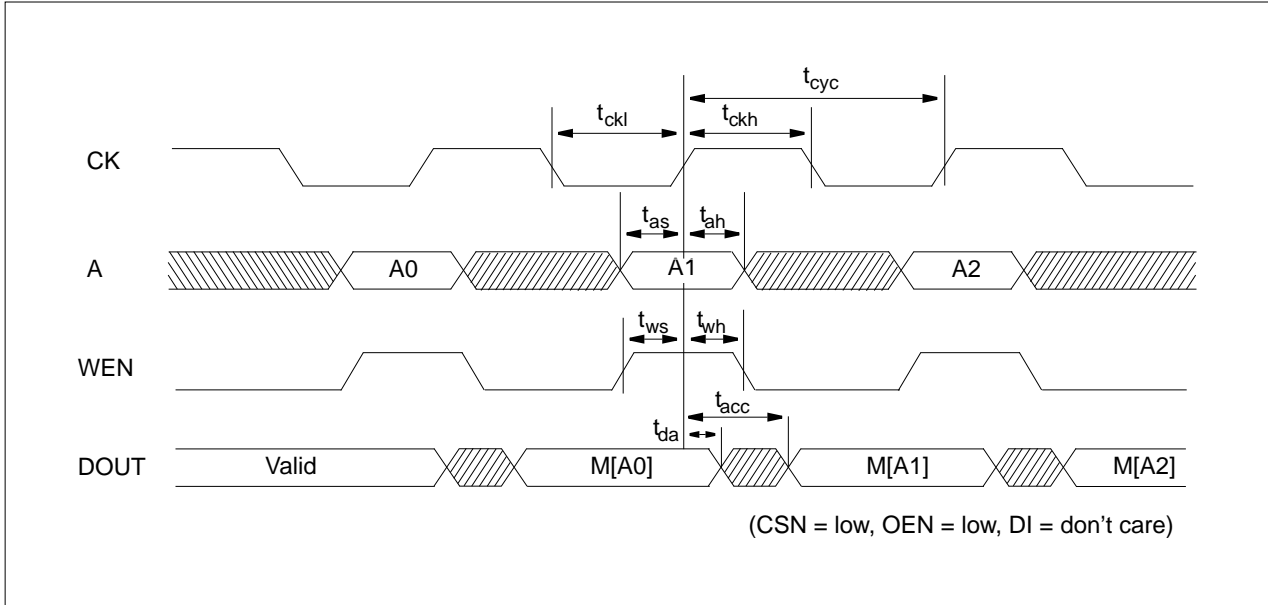 tcyc
tckl
tckh
CK
tas
tah
A
A0
A1
A2
tws
twh
WEN
tacc
tda
DOUT
Valid
M[A0]
M[A1]
M[A2]
(CSN = low, OEN = low, DI = don't care)